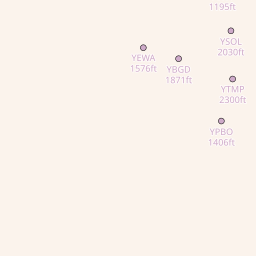 1195ft
YSOL
2030ft
YEWA
1576ft
YBGD
1871ft
YTMP
2300ft
YPBO
1406ft